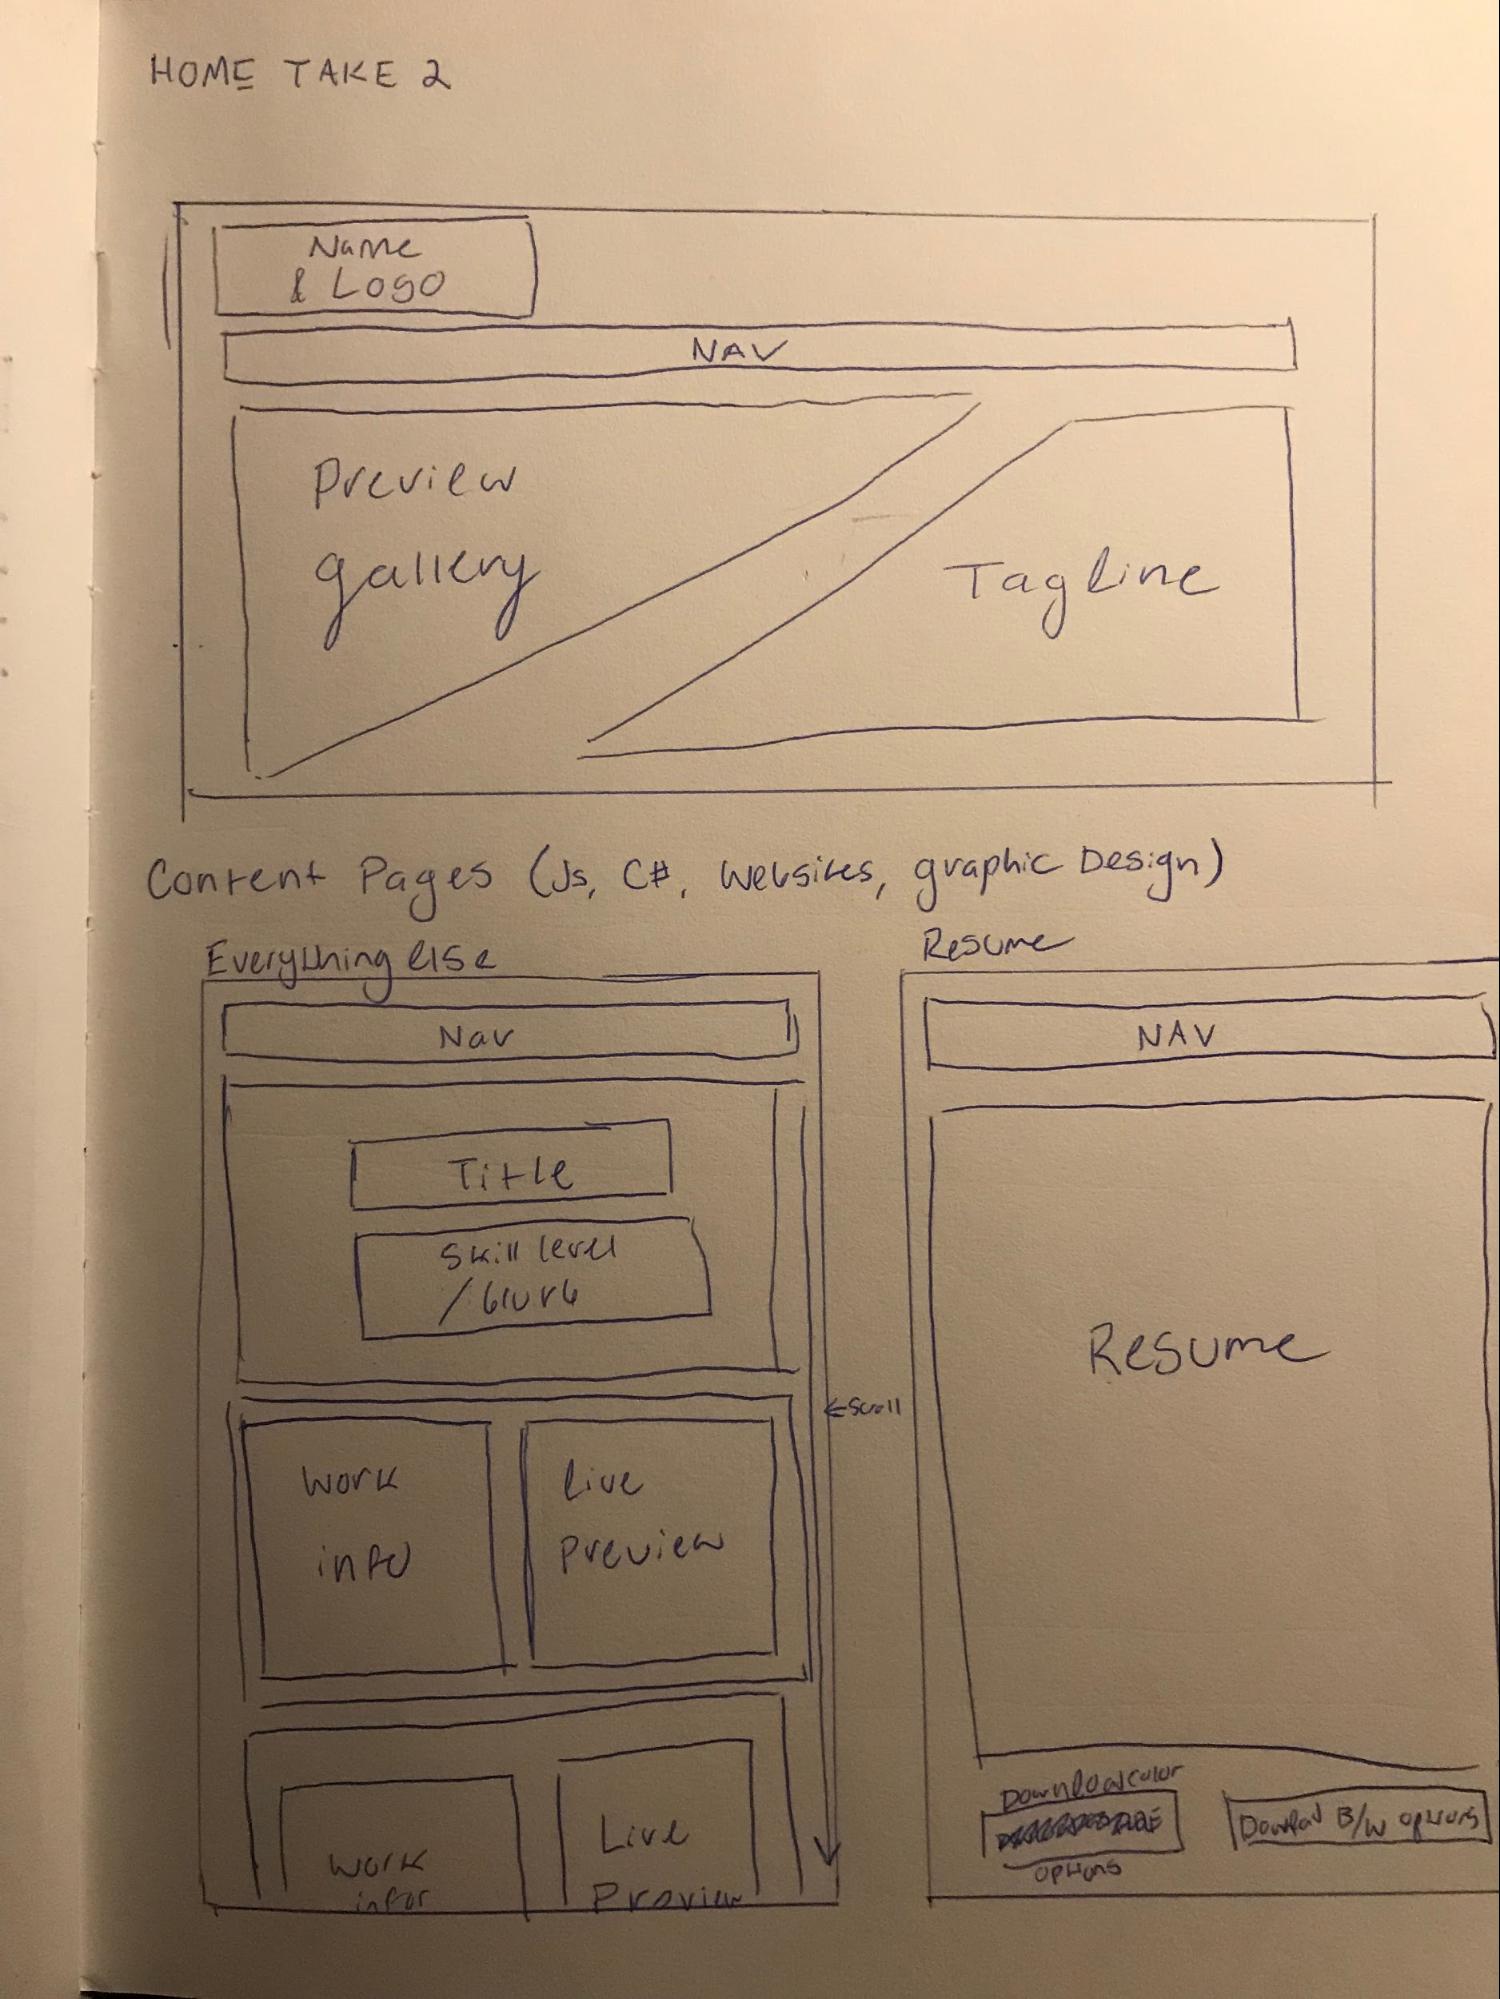 HOME TAKE 2
Name
& Logo
NAV
Preview
gallery
Tagline
Content Pages (Js, C#, Websites, graphic Design)
Everything else
Resume
Nav
NAV
Title
Skill level
/ blurb
← Scroll
Resume
Work
info
live
preview
Download color
options
Download B/W options
Work
infor
Live
Preview